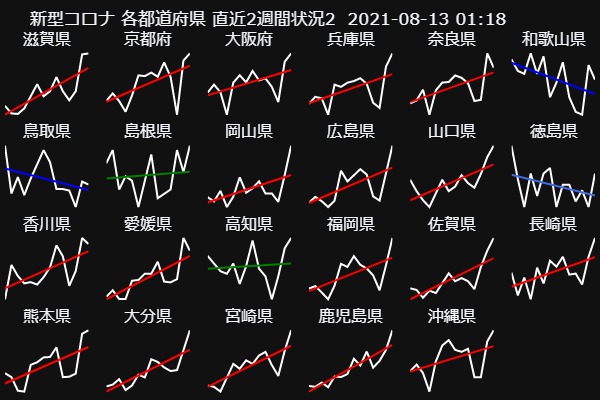 新型コロナ 各都道府県 直近2週間状況2 2021-08-13 01:18
滋賀県 京都府 大阪府 兵庫県 奈良県 和歌山県
鳥取県 島根県 岡山県 広島県 山口県 徳島県
香川県 愛媛県 高知県 福岡県 佐賀県 長崎県
熊本県 大分県 宮崎県 鹿児島県 沖縄県